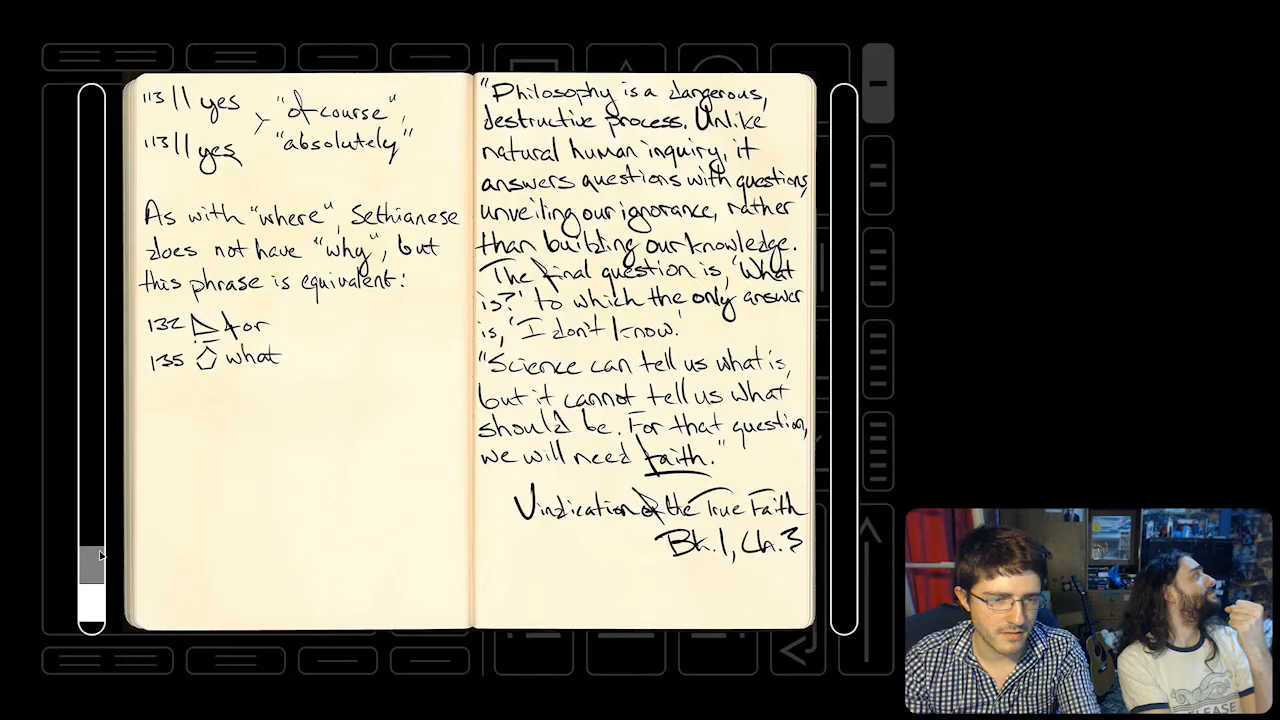 113 || yes
"of course",
113 || yes
"absolutely"
As with "where", Sethianese
does not have "why", but
this phrase is equivalent:
132 for
135 what
"Philosophy is a dangerous,
destructive process. Unlike
natural human inquiry, it
answers questions with questions,
unveiling our ignorance, rather
than building our knowledge.
The final question is, 'What
is?' to which the only answer
is, 'I don't know.'
"Science can tell us what is,
but it cannot tell us what
should be. For that question,
we will need faith."
Vindication of the True Faith
Bk. 1, Ch. 3